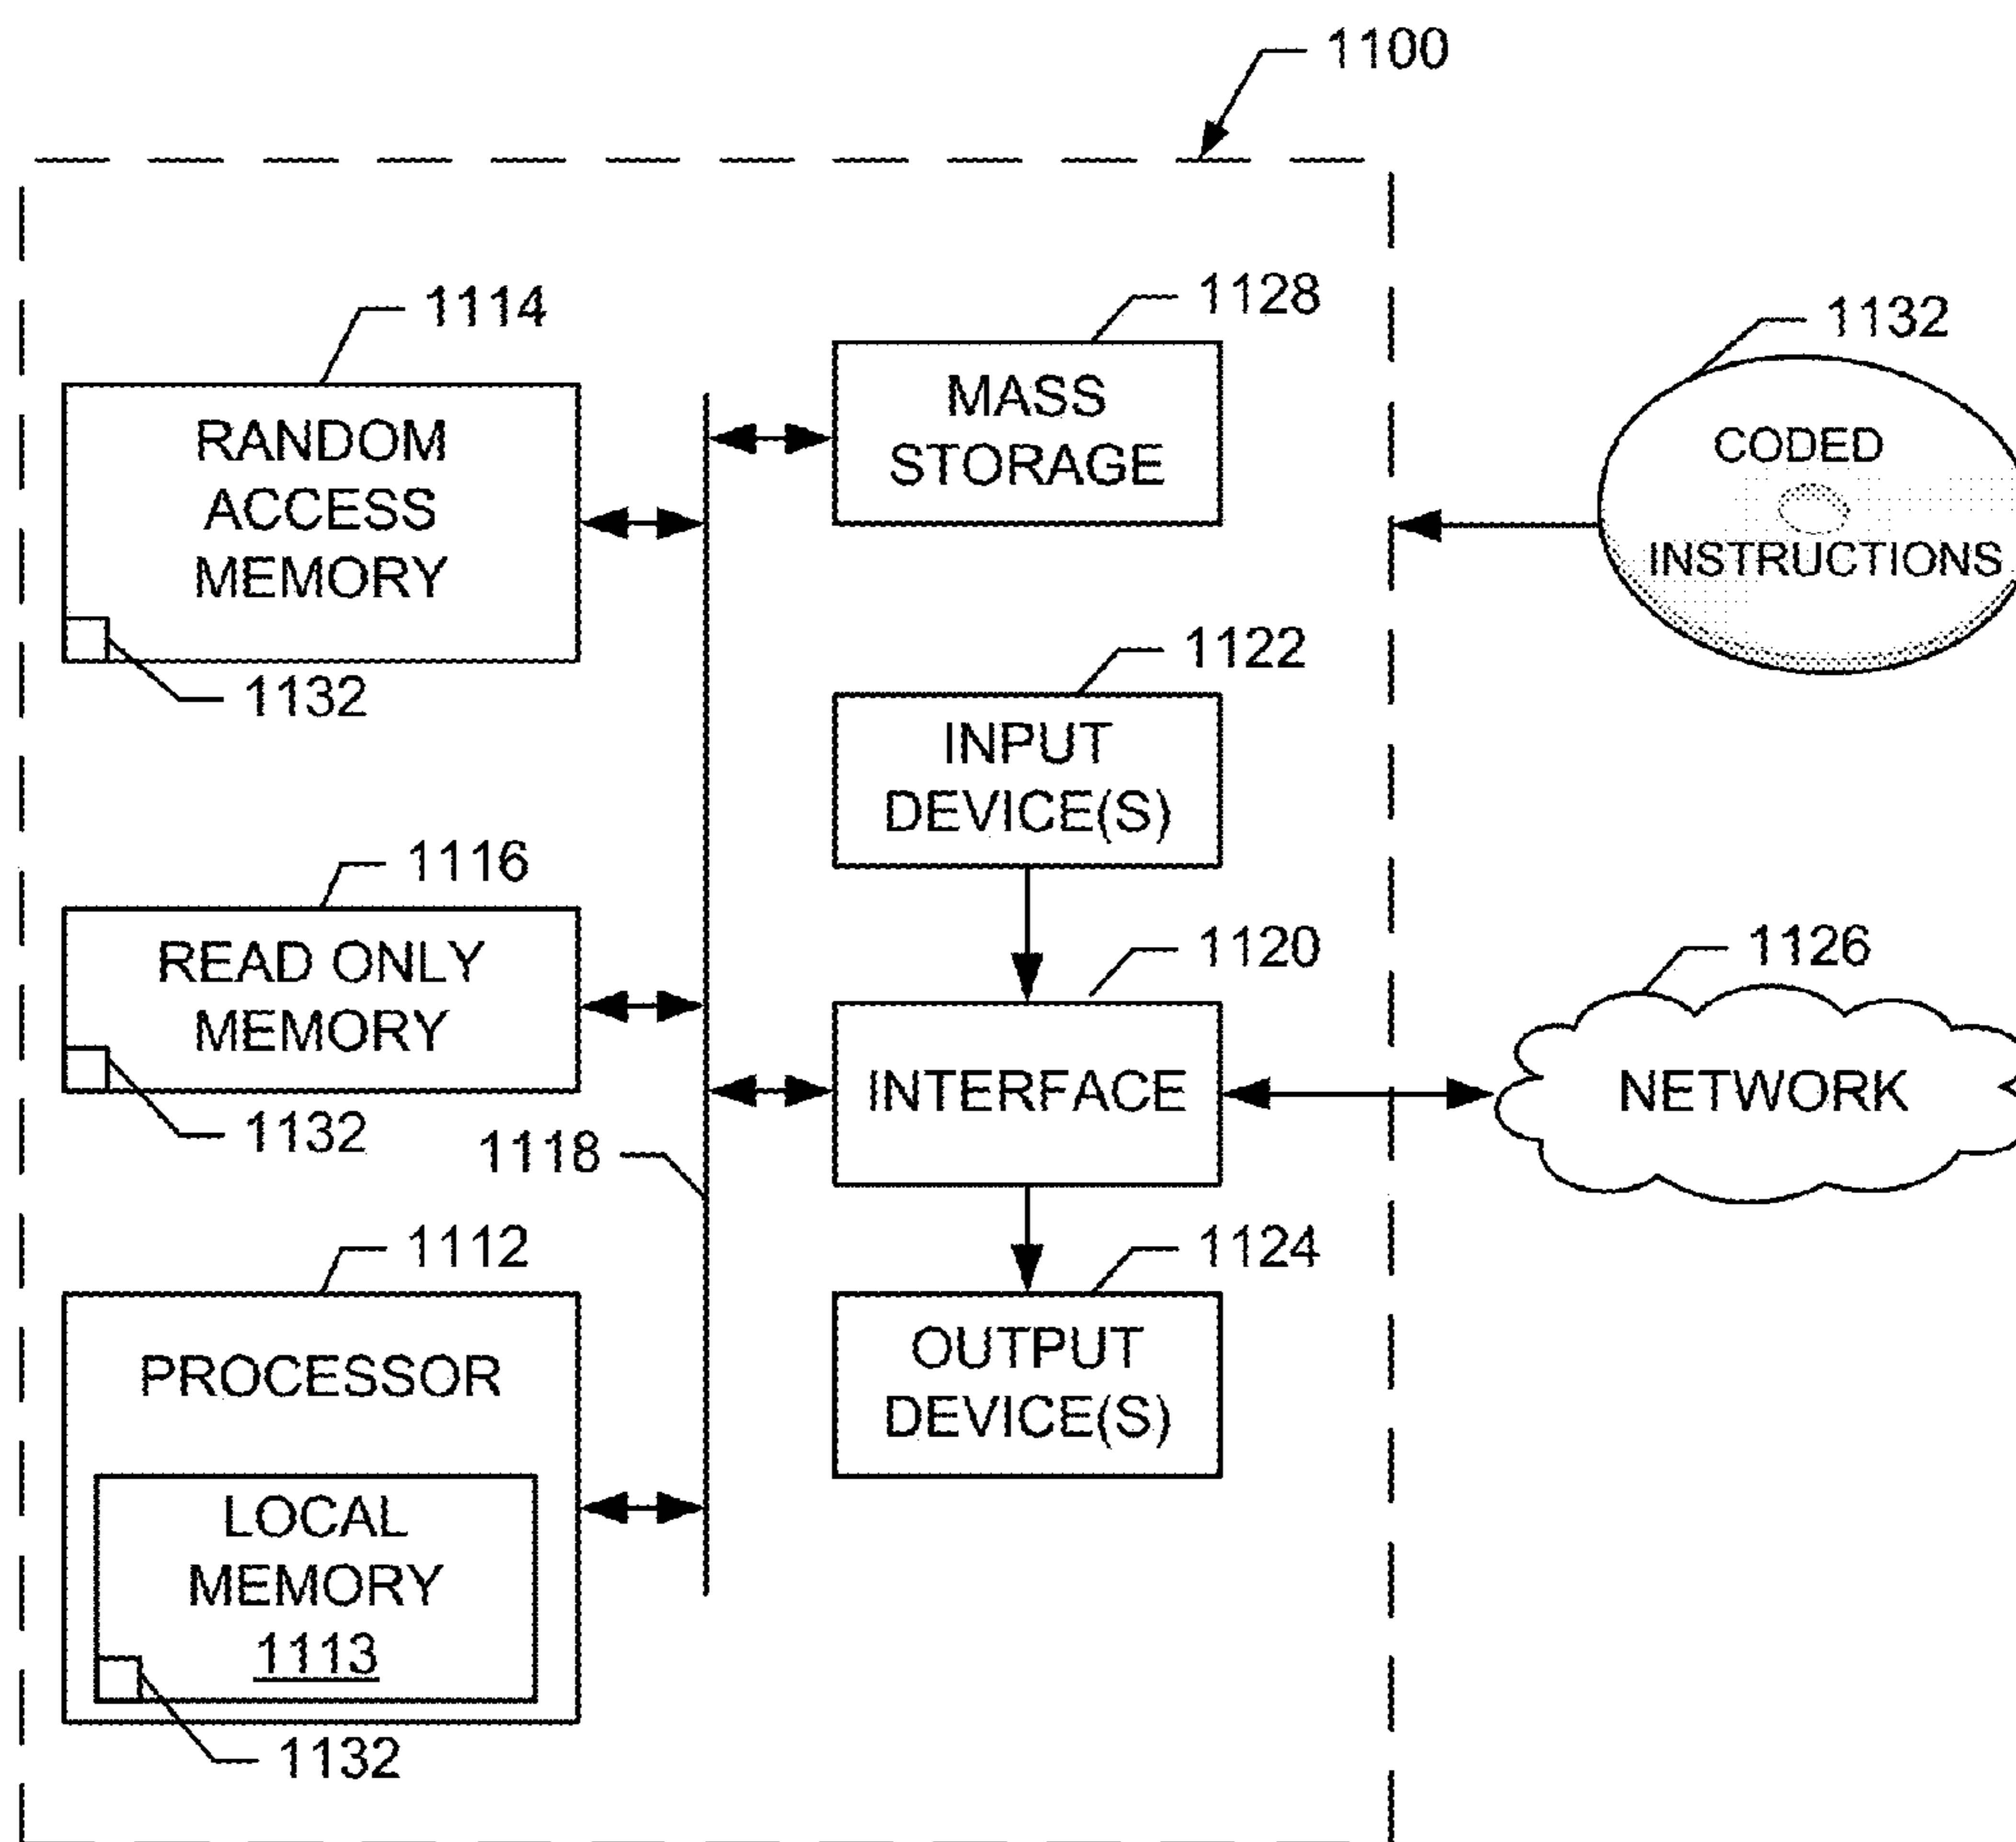 1100
1114
RANDOM
ACCESS
MEMORY
1132
1128
MASS
STORAGE
1132
CODED
INSTRUCTIONS
1122
INPUT
DEVICE(S)
1116
READ ONLY
MEMORY
1132
1118
1120
INTERFACE
1126
NETWORK
1112
PROCESSOR
LOCAL
MEMORY
1113
1132
1124
OUTPUT
DEVICE(S)